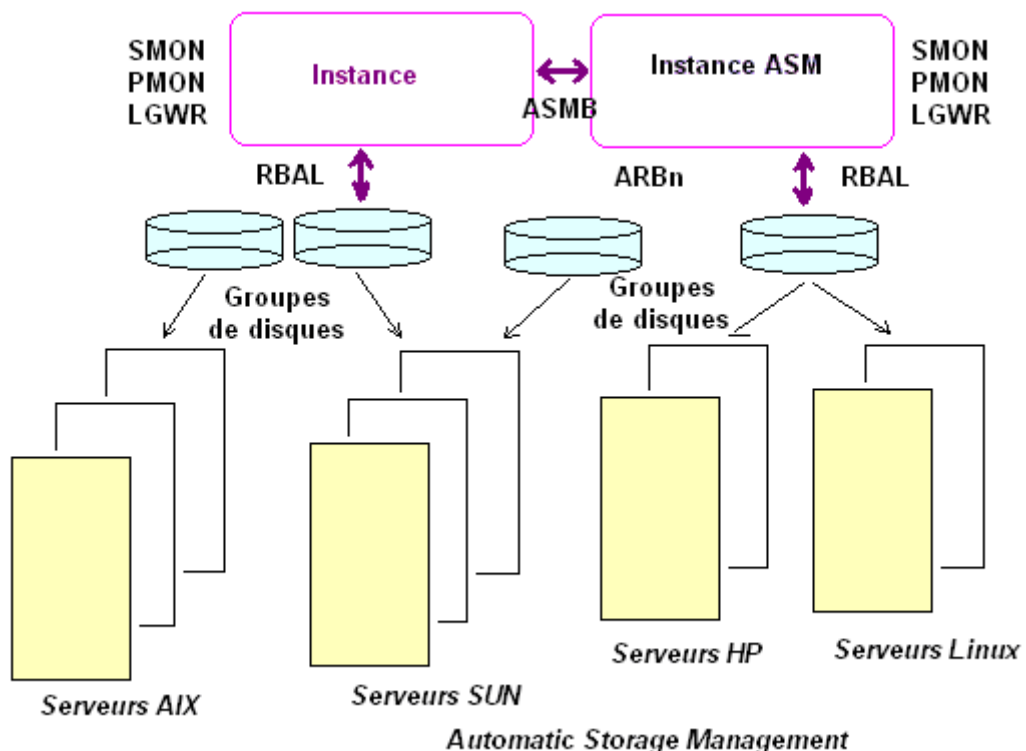 SMON
PMON
LGWR
Instance
ASMB
Instance ASM
SMON
PMON
LGWR
RBAL
ARBn
RBAL
Groupes
de disques
Groupes
de disques
Serveurs AIX
Serveurs SUN
Serveurs HP
Serveurs Linux
Automatic Storage Management